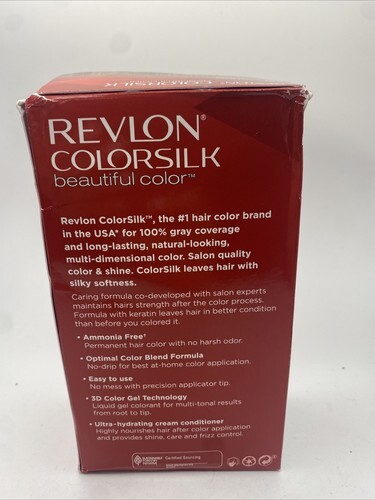 COLORSILK
REVLON®
COLORSILK
beautiful color™
Revlon ColorSilk™, the #1 hair color brand
in the USA* for 100% gray coverage
and long-lasting, natural-looking,
multi-dimensional color. Salon quality
color & shine. ColorSilk leaves hair with
silky softness.
Caring formula co-developed with salon experts
maintains hairs strength after the color process.
Formula with keratin leaves hair in better condition
than before you colored it.
• Ammonia Free†
Permanent hair color with no harsh odor.
• Optimal Color Blend Formula
No-drip for best at-home color application.
• Easy to use
No mess with precision applicator tip.
• 3D Color Gel Technology
Liquid gel colorant for multi-tonal results
from root to tip.
• Ultra-hydrating cream conditioner
Highly nourishes hair after color application
and provides shine, care and frizz control.
SUSTAINABLE
FORESTRY
INITIATIVE
Certified Sourcing